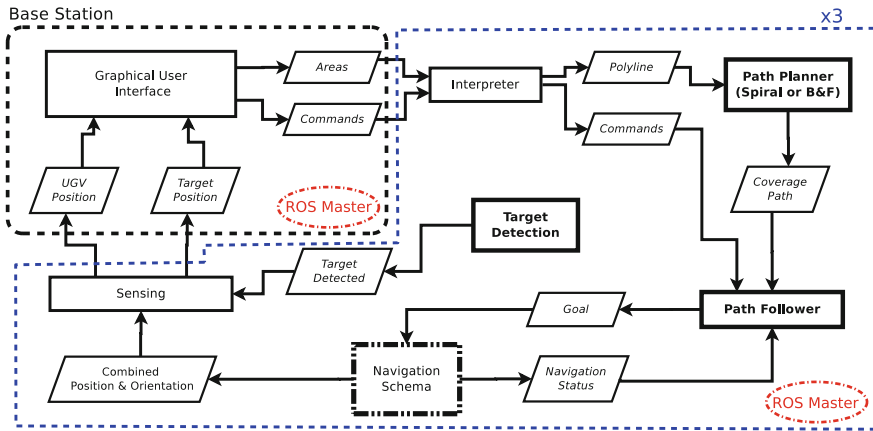 Base Station
x3
Graphical User
Interface
Areas
Commands
Interpreter
Polyline
Commands
Path Planner
(Spiral or B&F)
UGV
Position
Target
Position
ROS Master
Coverage
Path
Target
Detection
Target
Detected
Sensing
Goal
Path Follower
Combined
Position & Orientation
Navigation
Schema
Navigation
Status
ROS Master